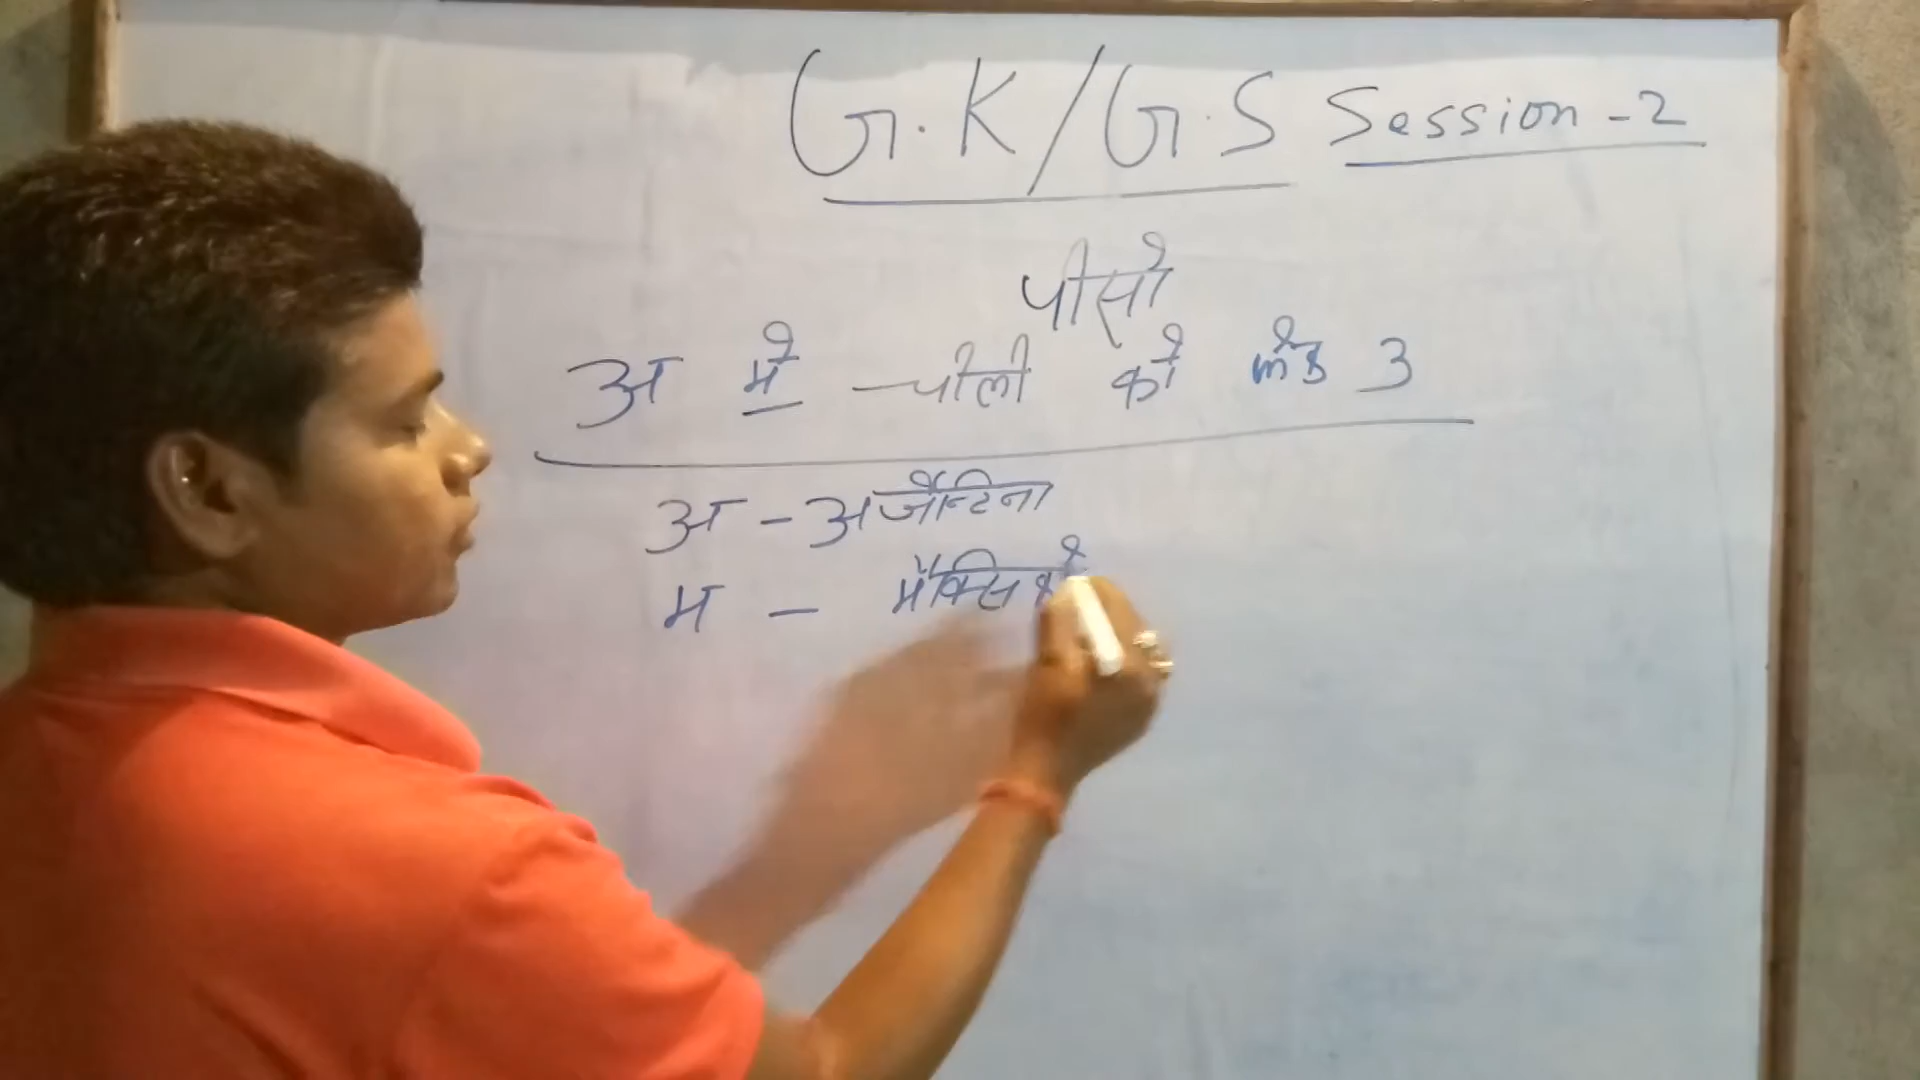 G.K/G.S Session-2
पीसो
अ में चीली को 3
अ - अर्जेन्टिना
म - मैक्सिको